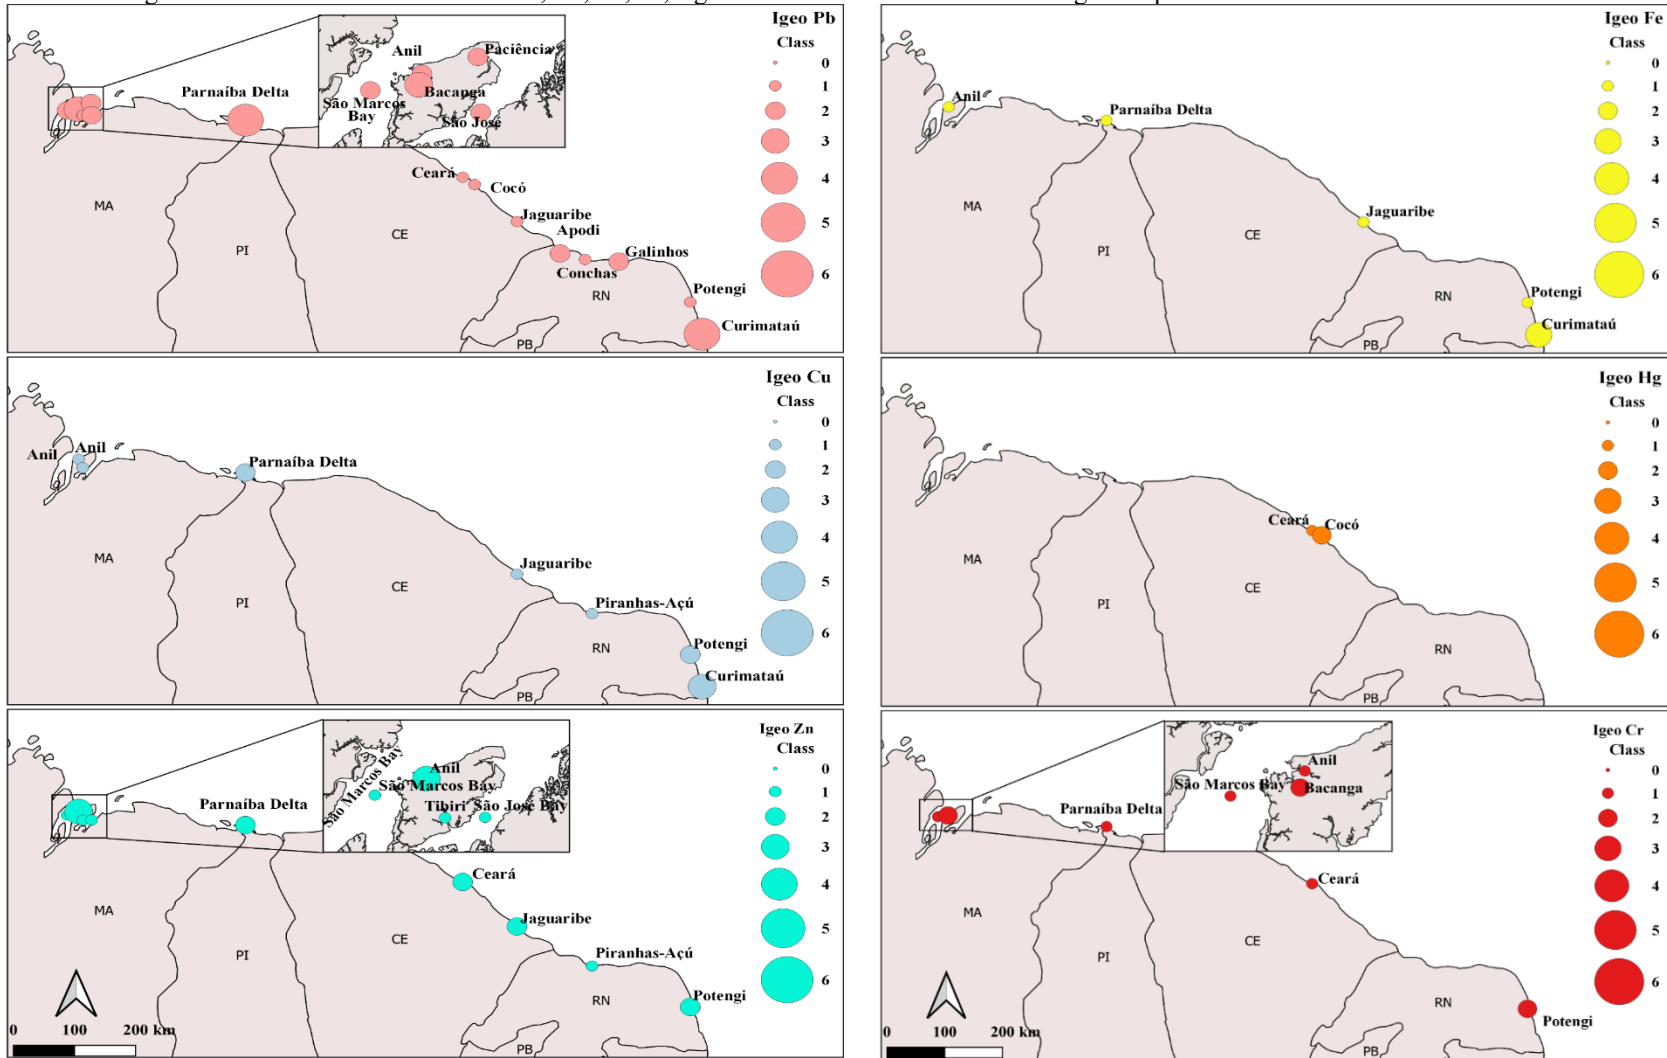 Igeo Pb
Class
0
1
2
3
4
5
6
Anil
Paciência
São Marcos
Bay
Bacanga
São José
Parnaíba Delta
Ceará
Cocó
Jaguaribe
Apodi
Conchas
Galinhos
Potengi
Curimataú
MA
PI
CE
RN
PB
Igeo Fe
Class
0
1
2
3
4
5
6
Anil
Parnaíba Delta
Jaguaribe
Potengi
Curimataú
MA
PI
CE
RN
PB
Igeo Cu
Class
0
1
2
3
4
5
6
Anil
Anil
Parnaíba Delta
Jaguaribe
Piranhas-Açú
Potengi
Curimataú
MA
PI
CE
RN
PB
Igeo Hg
Class
0
1
2
3
4
5
6
Ceará
Cocó
MA
PI
CE
RN
PB
Igeo Zn
Class
0
1
2
3
4
5
6
São Marcos Bay
Anil
São Marcos Bay
Tibiri
São José Bay
Parnaíba Delta
Ceará
Jaguaribe
Piranhas-Açú
Potengi
MA
PI
CE
RN
PB
0 100 200 km
Igeo Cr
Class
0
1
2
3
4
5
6
Anil
São Marcos Bay
Bacanga
Parnaíba Delta
Ceará
Potengi
MA
PI
CE
RN
PB
0 100 200 km